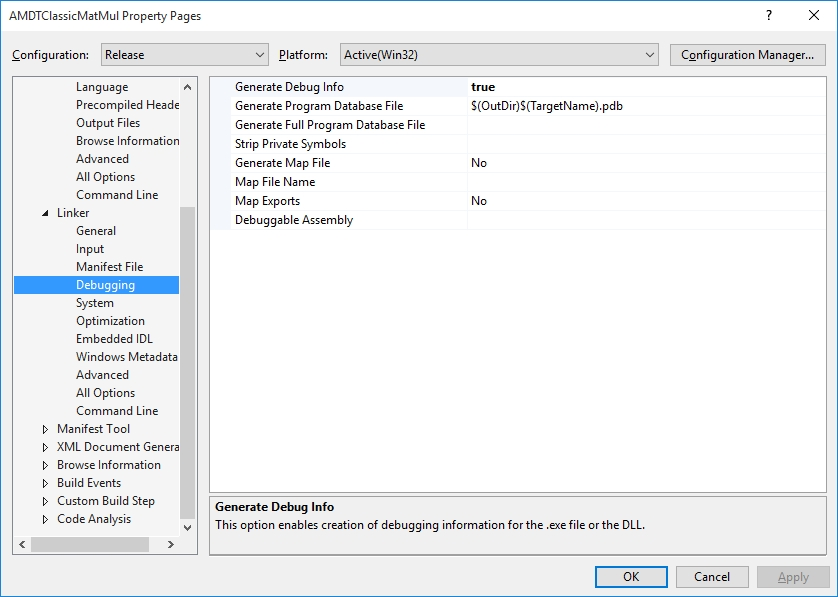 AMDTClassicMatMul Property Pages
?
Configuration: Release Platform: Active(Win32) Configuration Manager...
Language
Precompiled Heade
Output Files
Browse Information
Advanced
All Options
Command Line
Linker
General
Input
Manifest File
Debugging
System
Optimization
Embedded IDL
Windows Metadata
Advanced
All Options
Command Line
Manifest Tool
XML Document Genera
Browse Information
Build Events
Custom Build Step
Code Analysis
Generate Debug Info true
Generate Program Database File $(OutDir)$(TargetName).pdb
Generate Full Program Database File
Strip Private Symbols
Generate Map File No
Map File Name
Map Exports No
Debuggable Assembly
Generate Debug Info
This option enables creation of debugging information for the .exe file or the DLL.
OK Cancel Apply